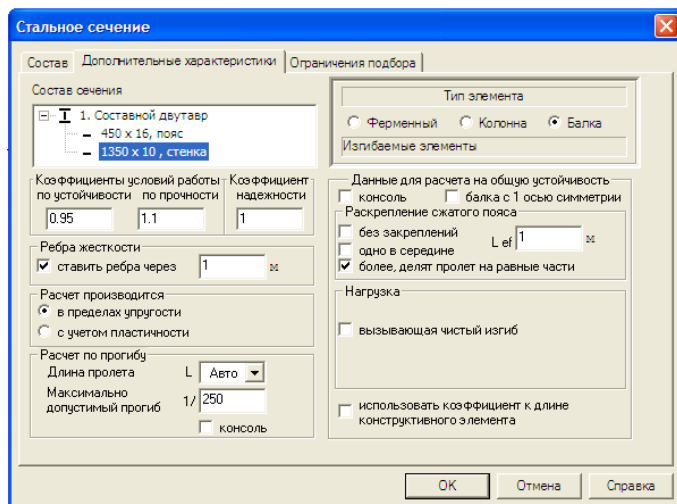 Стальное сечение
Состав
Дополнительные характеристики
Ограничения подбора
Состав сечения
1. Составной двутавр
450 x 16, пояс
1350 x 10 , стенка
Тип элемента
Ферменный
Колонна
Балка
Изгибаемые элементы
Коэффициенты условий работы
по устойчивости
по прочности
0.95
1.1
Коэффициент
надежности
1
Ребра жесткости
ставить ребра через
1
м
Расчет производится
в пределах упругости
с учетом пластичности
Расчет по прогибу
Длина пролета
L
Авто
Максимально
допустимый прогиб
1/
250
консоль
Данные для расчета на общую устойчивость
консоль
балка с 1 осью симметрии
Раскрепление сжатого пояса
без закреплений
одно в середине
более, делят пролет на равные части
L ef
1
м
Нагрузка
вызывающая чистый изгиб
использовать коэффициент к длине
конструктивного элемента
OK
Отмена
Справка